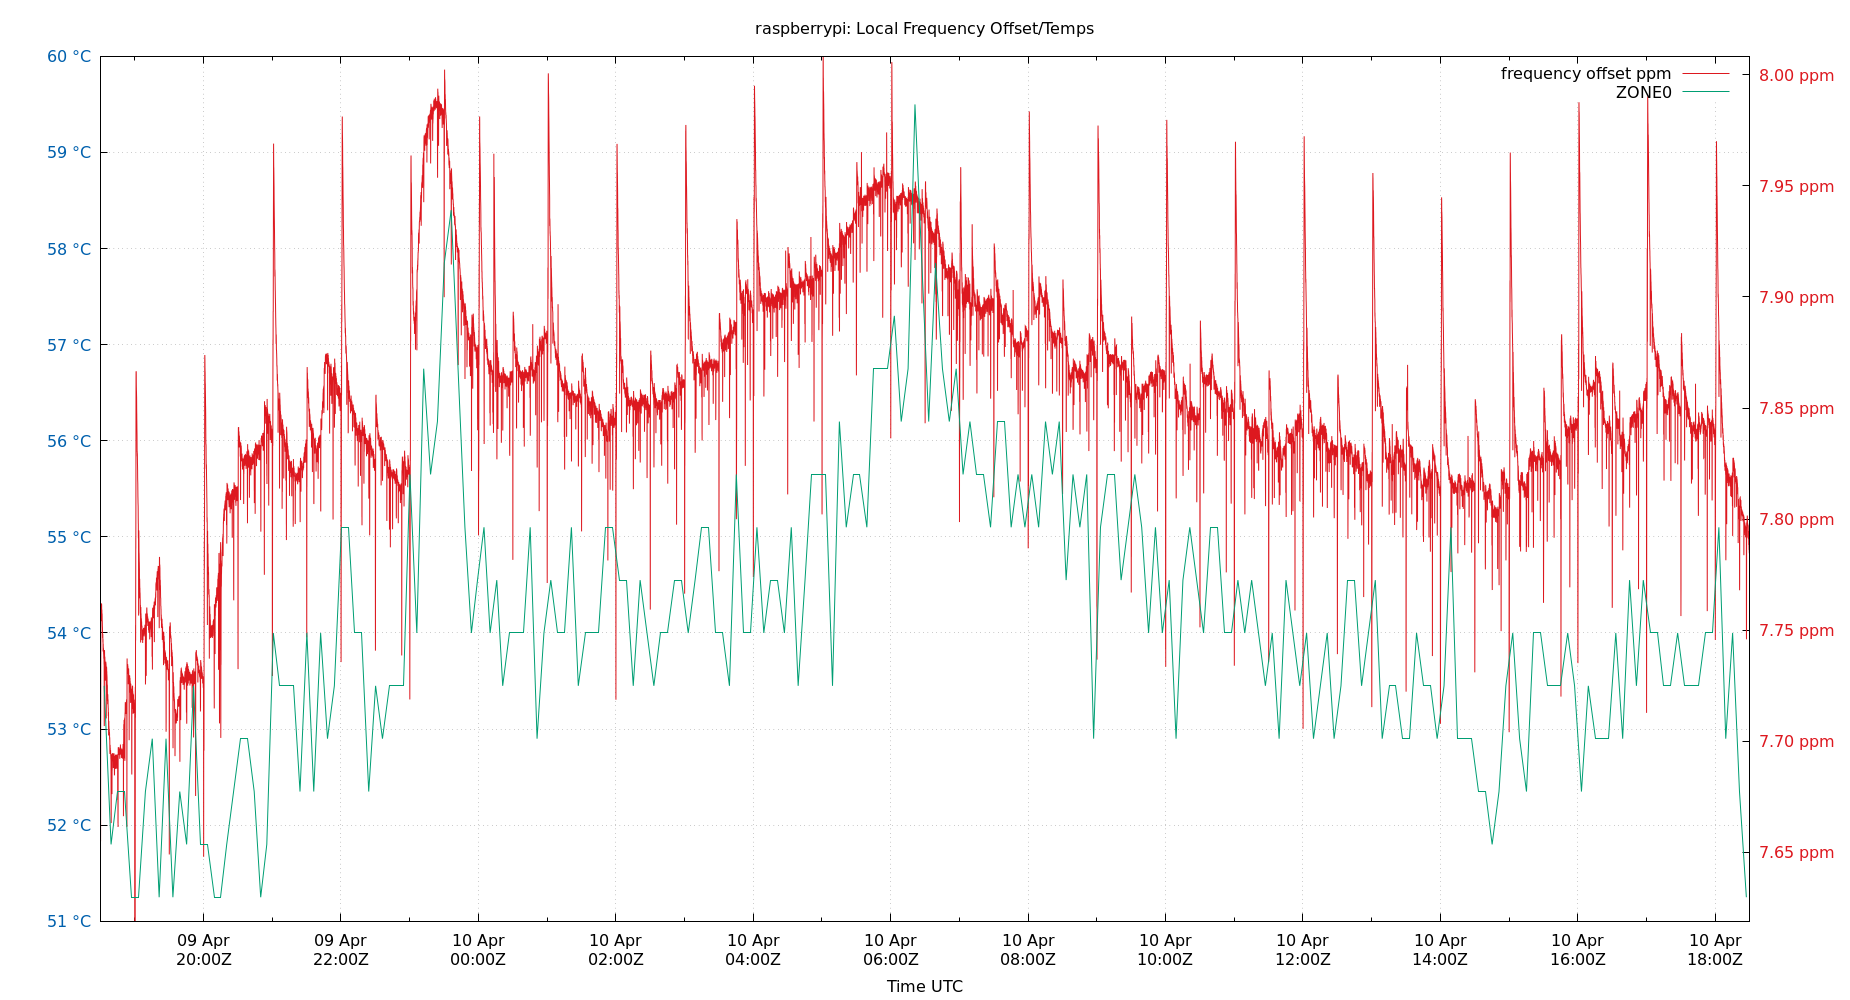 raspberrypi: Local Frequency Offset/Temps
frequency offset ppm
ZONE0
60 °C
59 °C
58 °C
57 °C
56 °C
55 °C
54 °C
53 °C
52 °C
51 °C
8.00 ppm
7.95 ppm
7.90 ppm
7.85 ppm
7.80 ppm
7.75 ppm
7.70 ppm
7.65 ppm
09 Apr
20:00Z
09 Apr
22:00Z
10 Apr
00:00Z
10 Apr
02:00Z
10 Apr
04:00Z
10 Apr
06:00Z
10 Apr
08:00Z
10 Apr
10:00Z
10 Apr
12:00Z
10 Apr
14:00Z
10 Apr
16:00Z
10 Apr
18:00Z
Time UTC